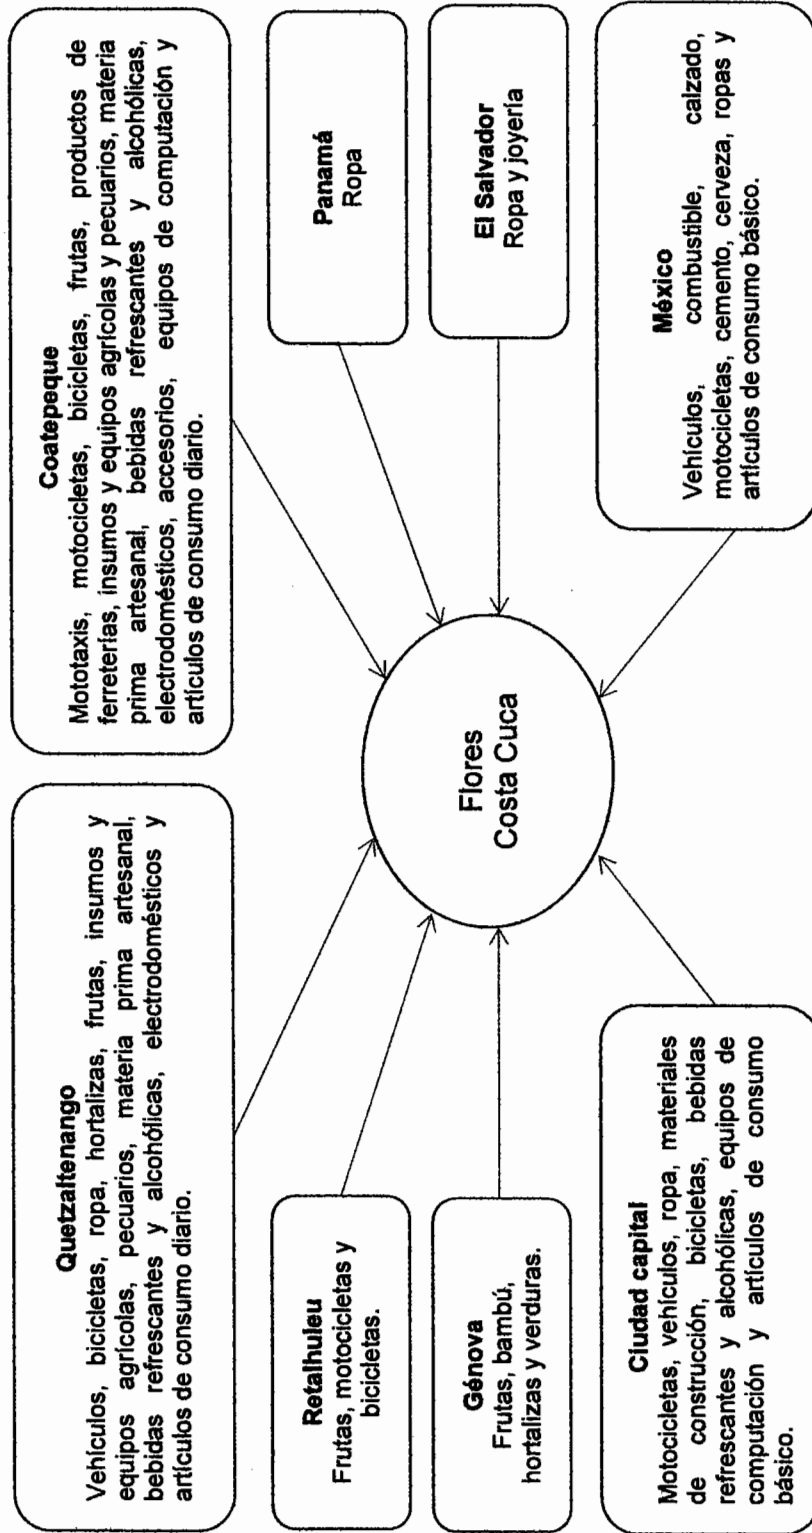 Quetzaltenango
Vehículos, bicicletas, ropa, hortalizas, frutas, insumos y
equipos agrícolas, pecuarios, materia prima artesanal,
bebidas refrescantes y alcohólicas, electrodomésticos y
artículos de consumo diario.
Coatepeque
Mototaxis, motocicletas, bicicletas, frutas, productos de
ferreterías, insumos y equipos agrícolas y pecuarios, materia
prima artesanal, bebidas refrescantes y alcohólicas,
electrodomésticos, accesorios, equipos de computación y
artículos de consumo diario.
Retalhuleu
Frutas, motocicletas y
bicicletas.
Panamá
Ropa
Génova
Frutas, bambú,
hortalizas y verduras.
Flores
Costa Cuca
El Salvador
Ropa y joyería
Ciudad capital
Motocicletas, vehículos, ropa, materiales
de construcción, bicicletas, bebidas
refrescantes y alcohólicas, equipos de
computación y artículos de consumo
básico.
México
Vehículos, combustible, calzado,
motocicletas, cemento, cerveza, ropas y
artículos de consumo básico.